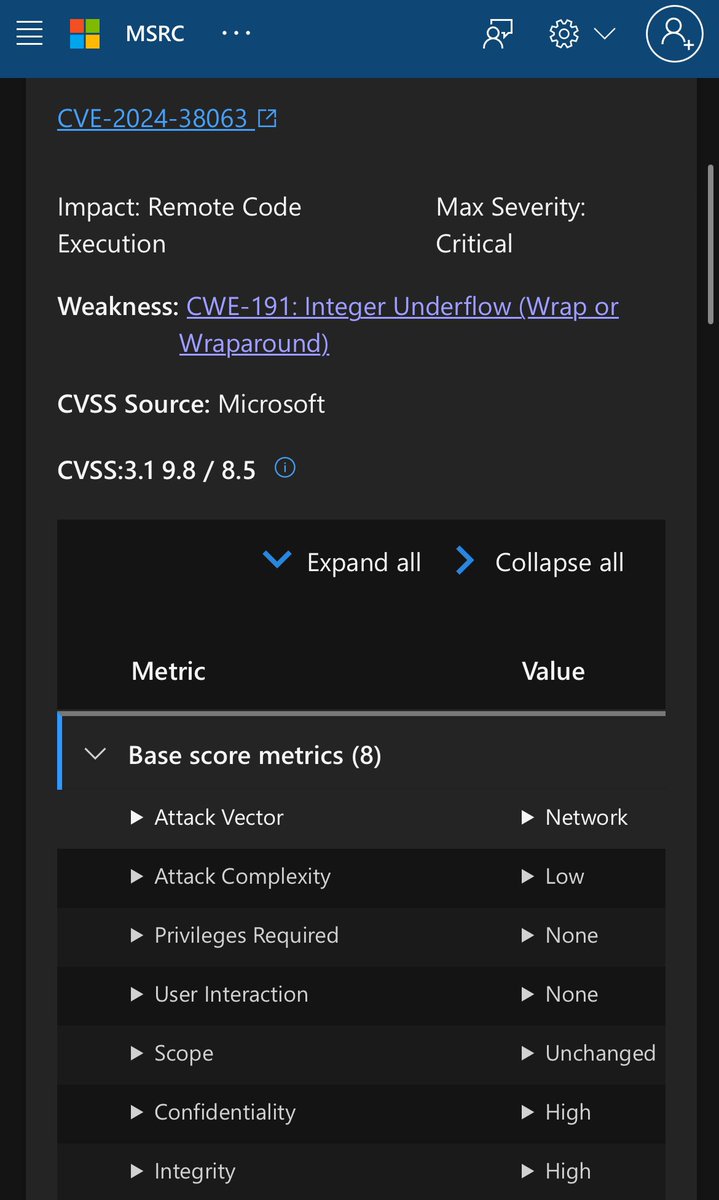 MSRC ...
CVE-2024-38063
Impact: Remote Code
Execution
Max Severity:
Critical
Weakness: CWE-191: Integer Underflow (Wrap or
Wraparound)
CVSS Source: Microsoft
CVSS:3.1 9.8 / 8.5
Expand all Collapse all
Metric Value
Base score metrics (8)
Attack Vector Network
Attack Complexity Low
Privileges Required None
User Interaction None
Scope Unchanged
Confidentiality High
Integrity High